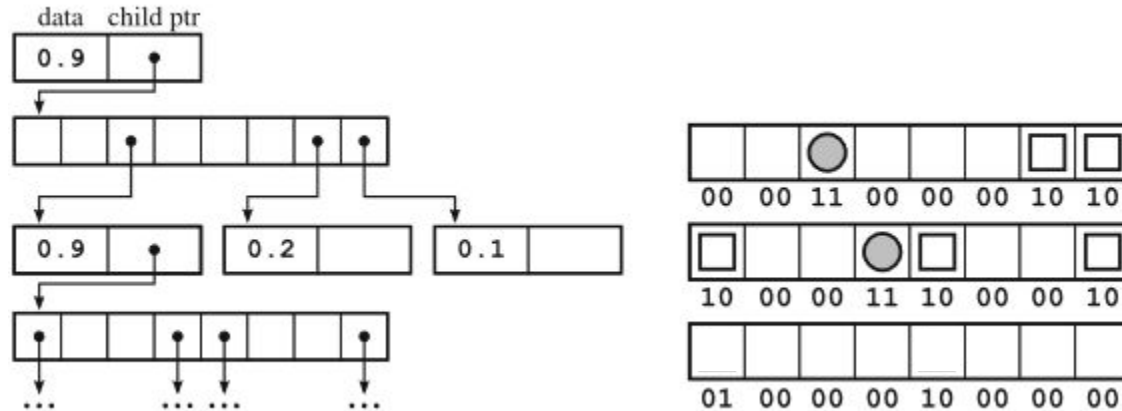 data child ptr
0.9
00 00 11 00 00 00 10 10
0.9 0.2 0.1
10 00 00 11 10 00 00 10
... ... ... ...
01 00 00 00 10 00 00 00